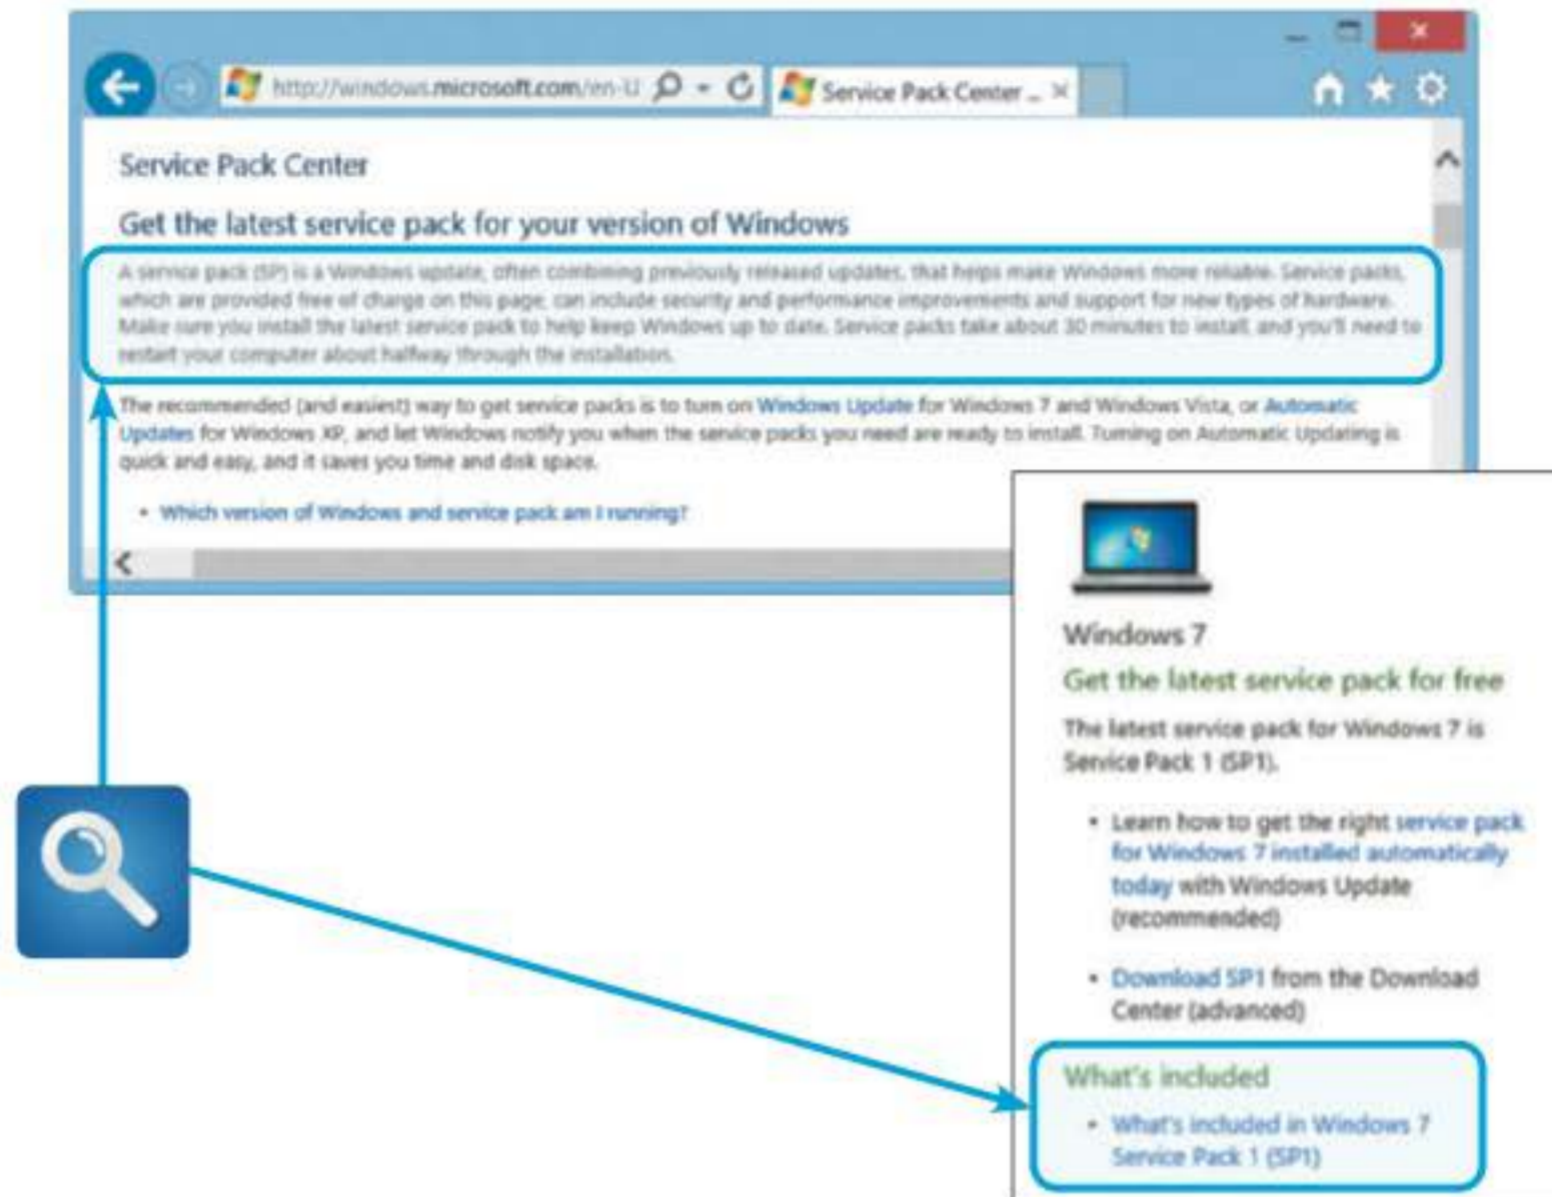 http://windows.microsoft.com/en-U
Service Pack Center ...
Service Pack Center
Get the latest service pack for your version of Windows
A service pack (SP) is a Windows update, often combining previously released updates, that helps make Windows more reliable. Service packs,
which are provided free of charge on this page, can include security and performance improvements and support for new types of hardware.
Make sure you install the latest service pack to help keep Windows up to date. Service packs take about 30 minutes to install, and you'll need to
restart your computer about halfway through the installation.
The recommended (and easiest) way to get service packs is to turn on Windows Update for Windows 7 and Windows Vista, or Automatic
Updates for Windows XP, and let Windows notify you when the service packs you need are ready to install. Turning on Automatic Updating is
quick and easy, and it saves you time and disk space.
• Which version of Windows and service pack am I running?
Windows 7
Get the latest service pack for free
The latest service pack for Windows 7 is
Service Pack 1 (SP1).
• Learn how to get the right service pack
for Windows 7 installed automatically
today with Windows Update
(recommended)
• Download SP1 from the Download
Center (advanced)
What's included
• What's included in Windows 7
Service Pack 1 (SP1)